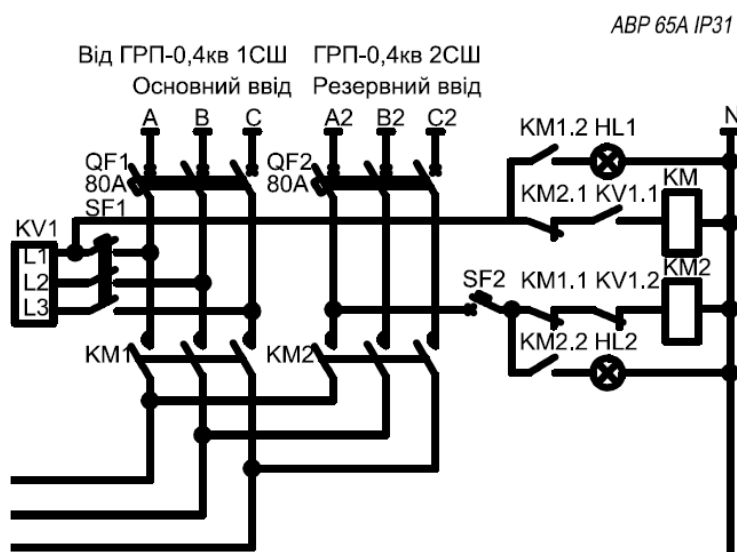 АВР 65А IP31
Від ГРП-0,4кв 1СШ ГРП-0,4кв 2СШ
Основний ввід Резервний ввід
A B C A2 B2 C2 N
KM1.2 HL1
QF1 QF2
80A 80A
KM2.1 KV1.1 KM
SF1
KV1
L1
KM2
L2 SF2 KM1.1 KV1.2
L3
KM1 KM2 KM2.2 HL2